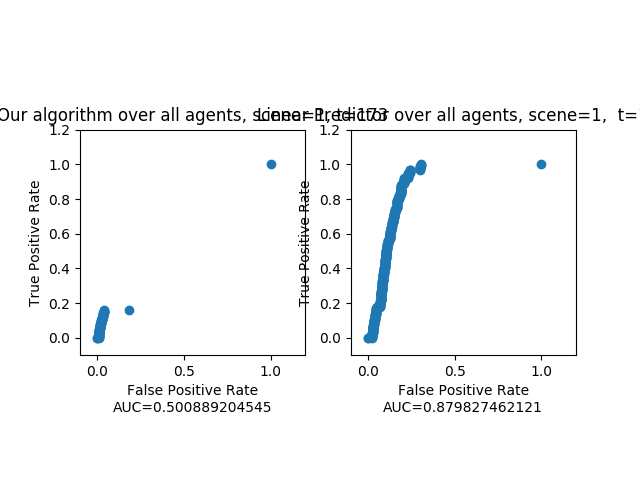 Our algorithm over all agents, scene=1, t=173
Linear Predictor over all agents, scene=1, t=
1.2
1.0
0.8
0.6
0.4
0.2
0.0
True Positive Rate
0.0 0.5 1.0
False Positive Rate
AUC=0.500889204545
1.2
1.0
0.8
0.6
0.4
0.2
0.0
True Positive Rate
0.0 0.5 1.0
False Positive Rate
AUC=0.879827462121